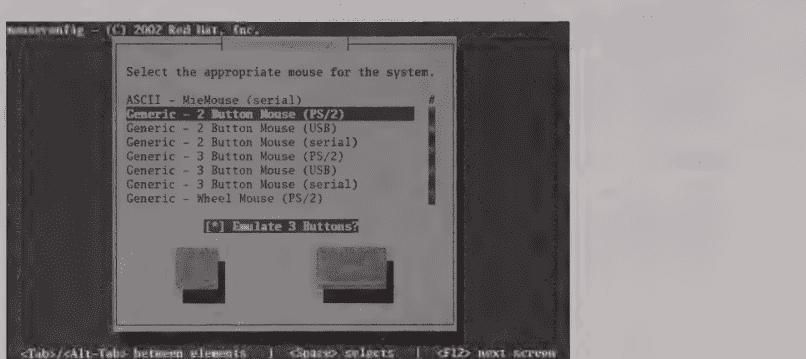 mouseconfig - (C) 2002 Red Hat, Inc.
Select the appropriate mouse for the system.
ASCII - MieMouse (serial)
#
Generic - 2 Button Mouse (PS/2)
Generic - 2 Button Mouse (USB)
Generic - 2 Button Mouse (serial)
Generic - 3 Button Mouse (PS/2)
Generic - 3 Button Mouse (USB)
Generic - 3 Button Mouse (serial)
Generic - Wheel Mouse (PS/2)
[*] Emulate 3 Buttons?
<Tab>/<Alt-Tab> between elements | <Space> selects | <F12> next screen